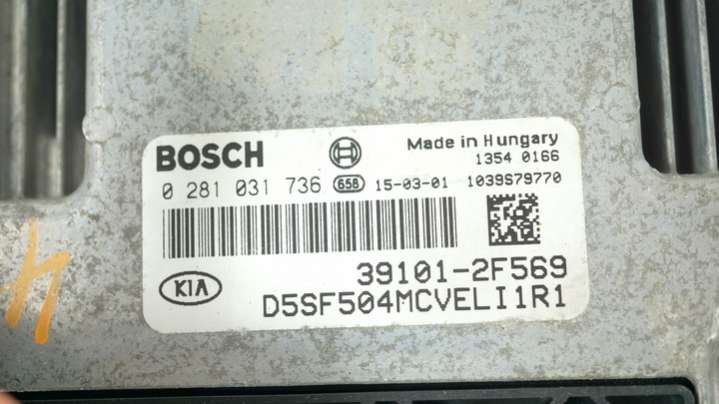 BOSCH
Made in Hungary
1354 0166
0 281 031 736 658 15-03-01 1039S79770
KIA
39101-2F569
D5SF504MCVELI1R1